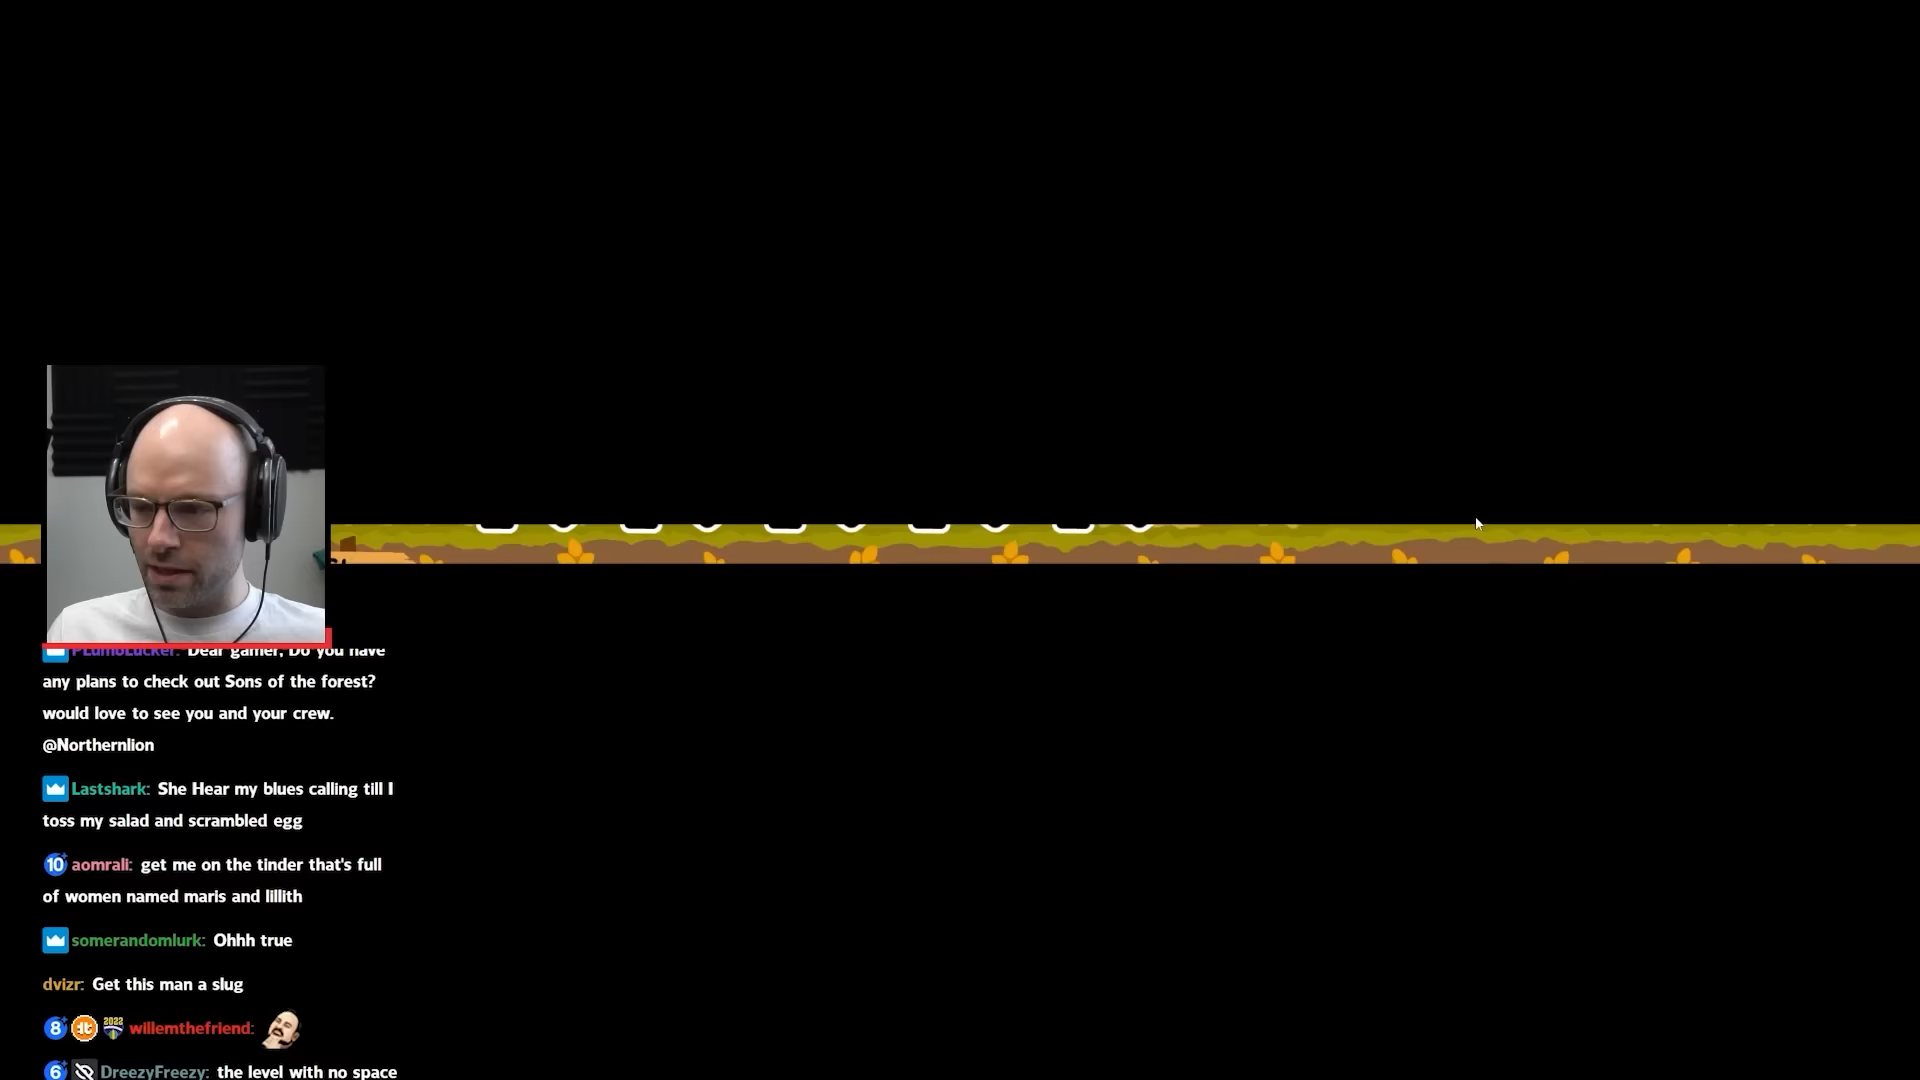 PLumbLucker: Dear gamer, Do you have
any plans to check out Sons of the forest?
would love to see you and your crew.
@Northernlion
Lastshark: She Hear my blues calling till I
toss my salad and scrambled egg
10 aomrali: get me on the tinder that's full
of women named maris and lillith
somerandomlurk: Ohhh true
dvizr: Get this man a slug
8 2022 willemthefriend:
6 DreezyFreezy: the level with no space